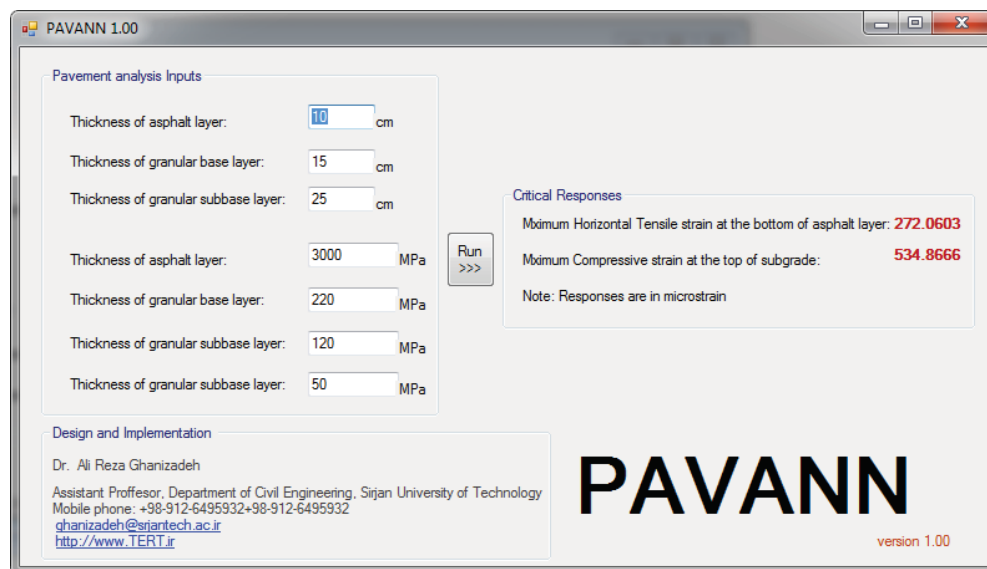 PAVANN 1.00
Pavement analysis Inputs
Thickness of asphalt layer: 10 cm
Thickness of granular base layer: 15 cm
Thickness of granular subbase layer: 25 cm
Thickness of asphalt layer: 3000 MPa
Thickness of granular base layer: 220 MPa
Thickness of granular subbase layer: 120 MPa
Thickness of granular subbase layer: 50 MPa
Run
>>>
Critical Responses
Mximum Horizontal Tensile strain at the bottom of asphalt layer: 272.0603
Mximum Compressive strain at the top of subgrade: 534.8666
Note: Responses are in microstrain
Design and Implementation
Dr. Ali Reza Ghanizadeh
Assistant Proffesor, Department of Civil Engineering, Sirjan University of Technology
Mobile phone: +98-912-6495932+98-912-6495932
ghanizadeh@srjantech.ac.ir
http://www.TERT.ir
PAVANN
version 1.00